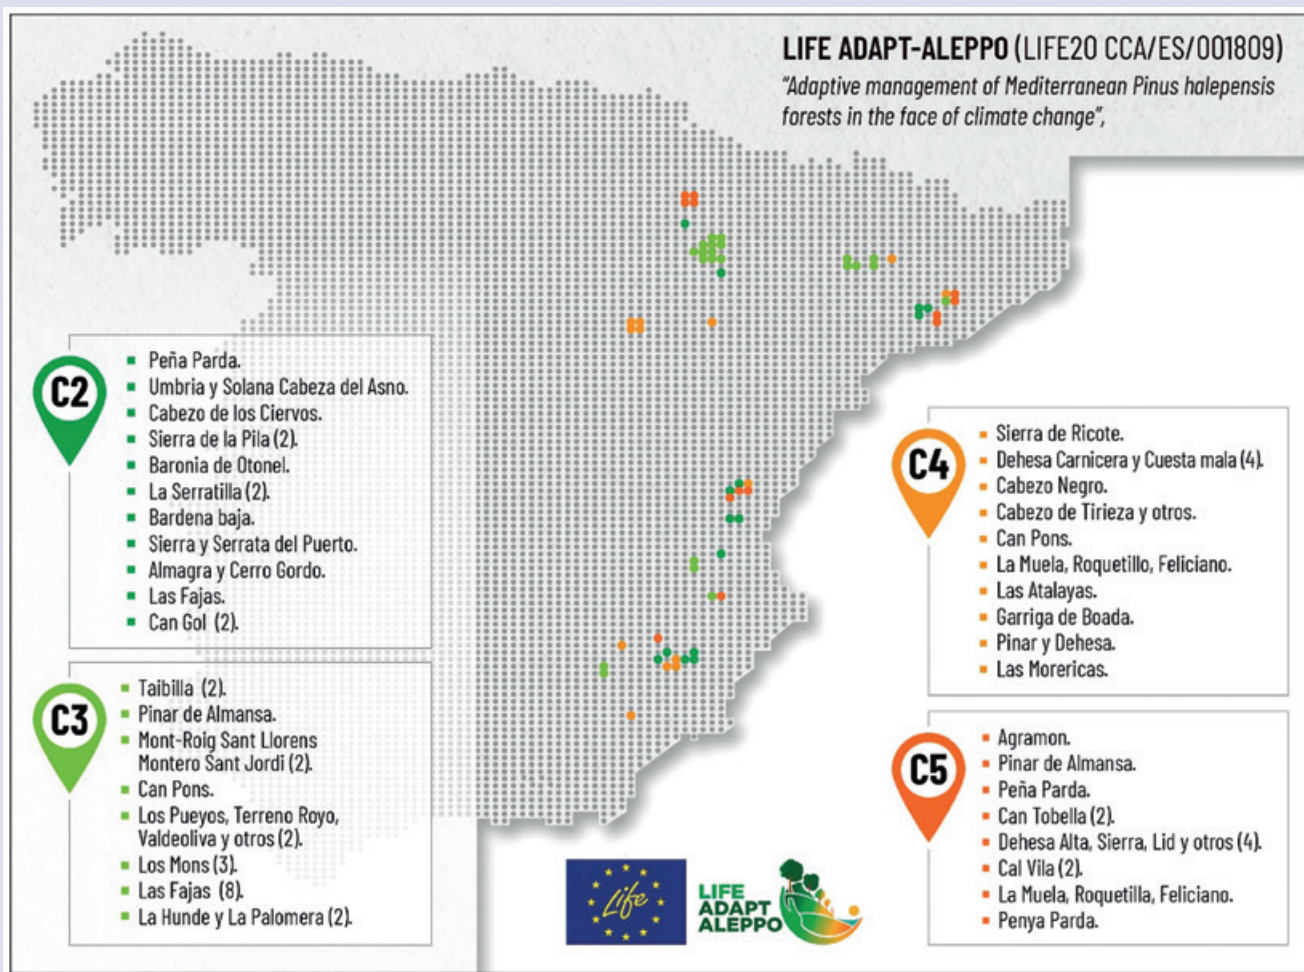 LIFE ADAPT-ALEPPO (LIFE20 CCA/ES/001809)
"Adaptive management of Mediterranean Pinus halepensis
forests in the face of climate change",
C2
Peña Parda.
Umbria y Solana Cabeza del Asno.
Cabezo de los Ciervos.
Sierra de la Pila (2).
Baronia de Otonel.
La Serratilla (2).
Bardena baja.
Sierra y Serrata del Puerto.
Almagra y Cerro Gordo.
Las Fajas.
Can Gol (2).
C3
Taibilla (2).
Pinar de Almansa.
Mont-Roig Sant Llorens
Montero Sant Jordi (2).
Can Pons.
Los Pueyos, Terreno Royo,
Valdeoliva y otros (2).
Los Mons (3).
Las Fajas (8).
La Hunde y La Palomera (2).
C4
Sierra de Ricote.
Dehesa Carnicera y Cuesta mala (4).
Cabezo Negro.
Cabezo de Tirieza y otros.
Can Pons.
La Muela, Roquetillo, Feliciano.
Las Atalayas.
Garriga de Boada.
Pinar y Dehesa.
Las Morericas.
C5
Agramon.
Pinar de Almansa.
Peña Parda.
Can Tobella (2).
Dehesa Alta, Sierra, Lid y otros (4).
Cal Vila (2).
La Muela, Roquetilla, Feliciano.
Penya Parda.
Life
LIFE
ADAPT
ALEPPO